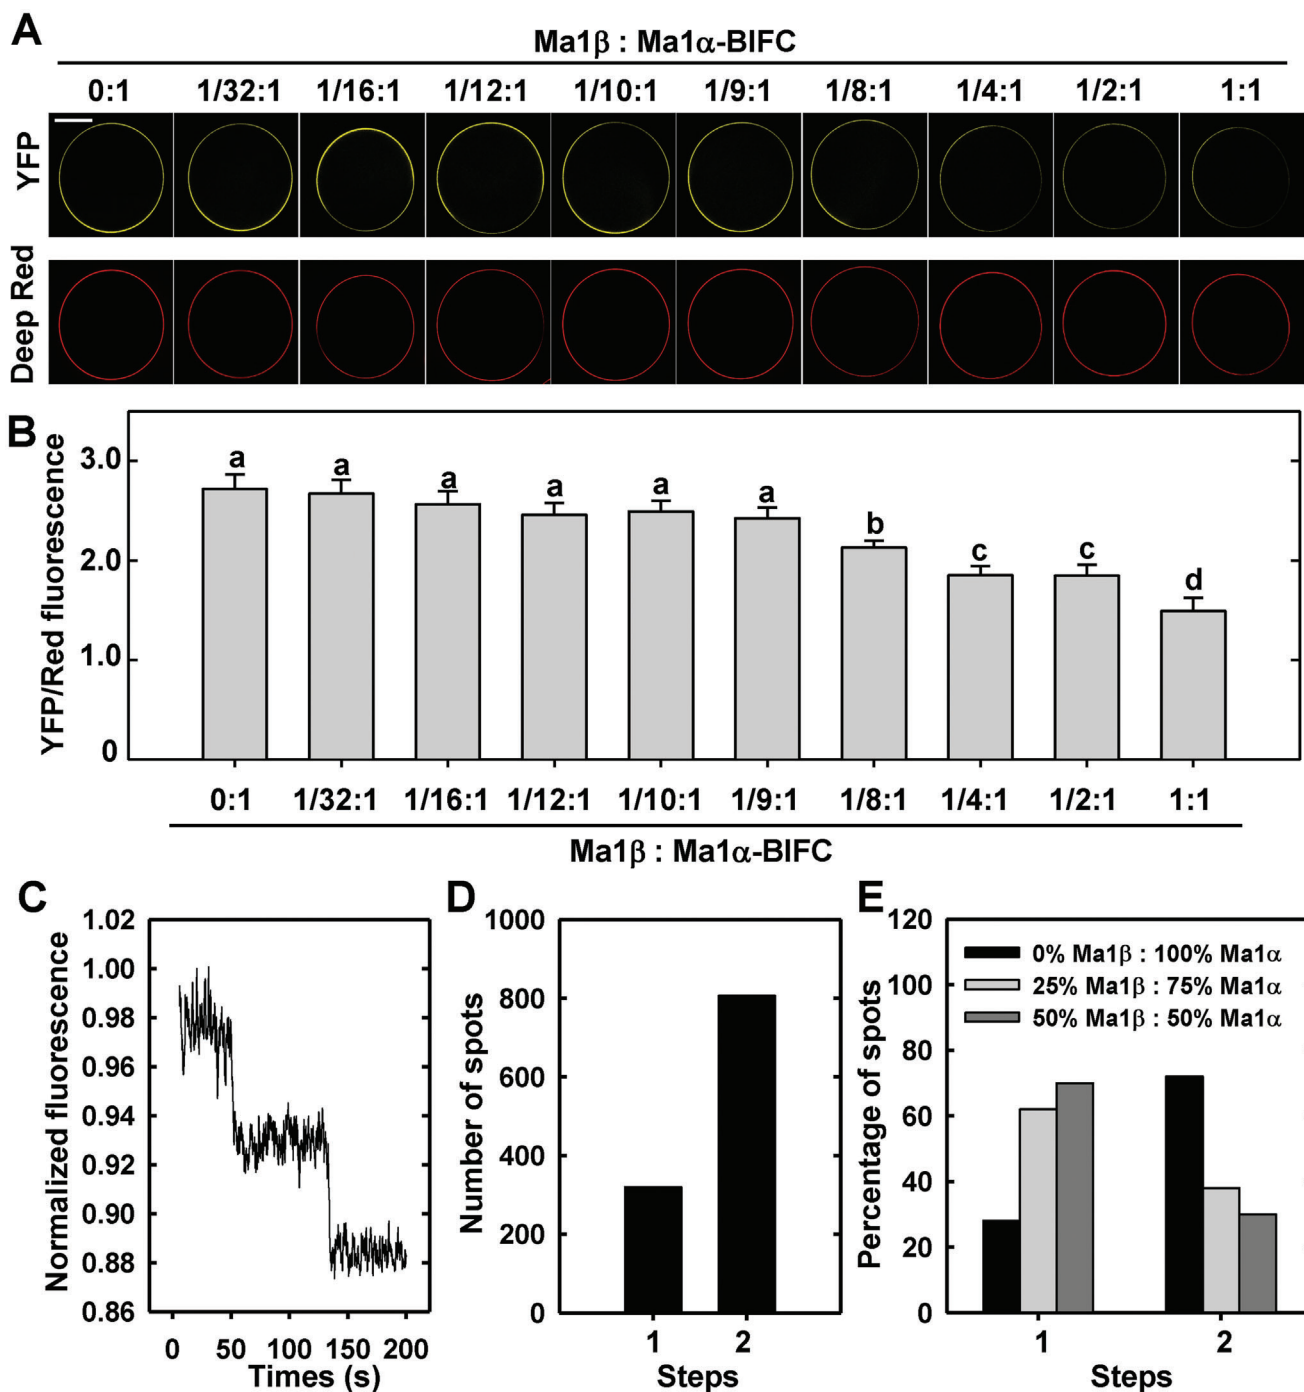 A
Ma1β : Ma1α-BIFC
0:1 1/32:1 1/16:1 1/12:1 1/10:1 1/9:1 1/8:1 1/4:1 1/2:1 1:1
YFP
Deep Red
B
YFP/Red fluorescence
3.0
2.0
1.0
0
a a a a a a b c c d
0:1 1/32:1 1/16:1 1/12:1 1/10:1 1/9:1 1/8:1 1/4:1 1/2:1 1:1
Ma1β : Ma1α-BIFC
C
Normalized fluorescence
1.02
1.00
0.98
0.96
0.94
0.92
0.90
0.88
0.86
0 50 100 150 200
Times (s)
D
Number of spots
1000
800
600
400
200
0
1 2
Steps
E
Percentage of spots
120
100
80
60
40
20
0
0% Ma1β : 100% Ma1α
25% Ma1β : 75% Ma1α
50% Ma1β : 50% Ma1α
1 2
Steps